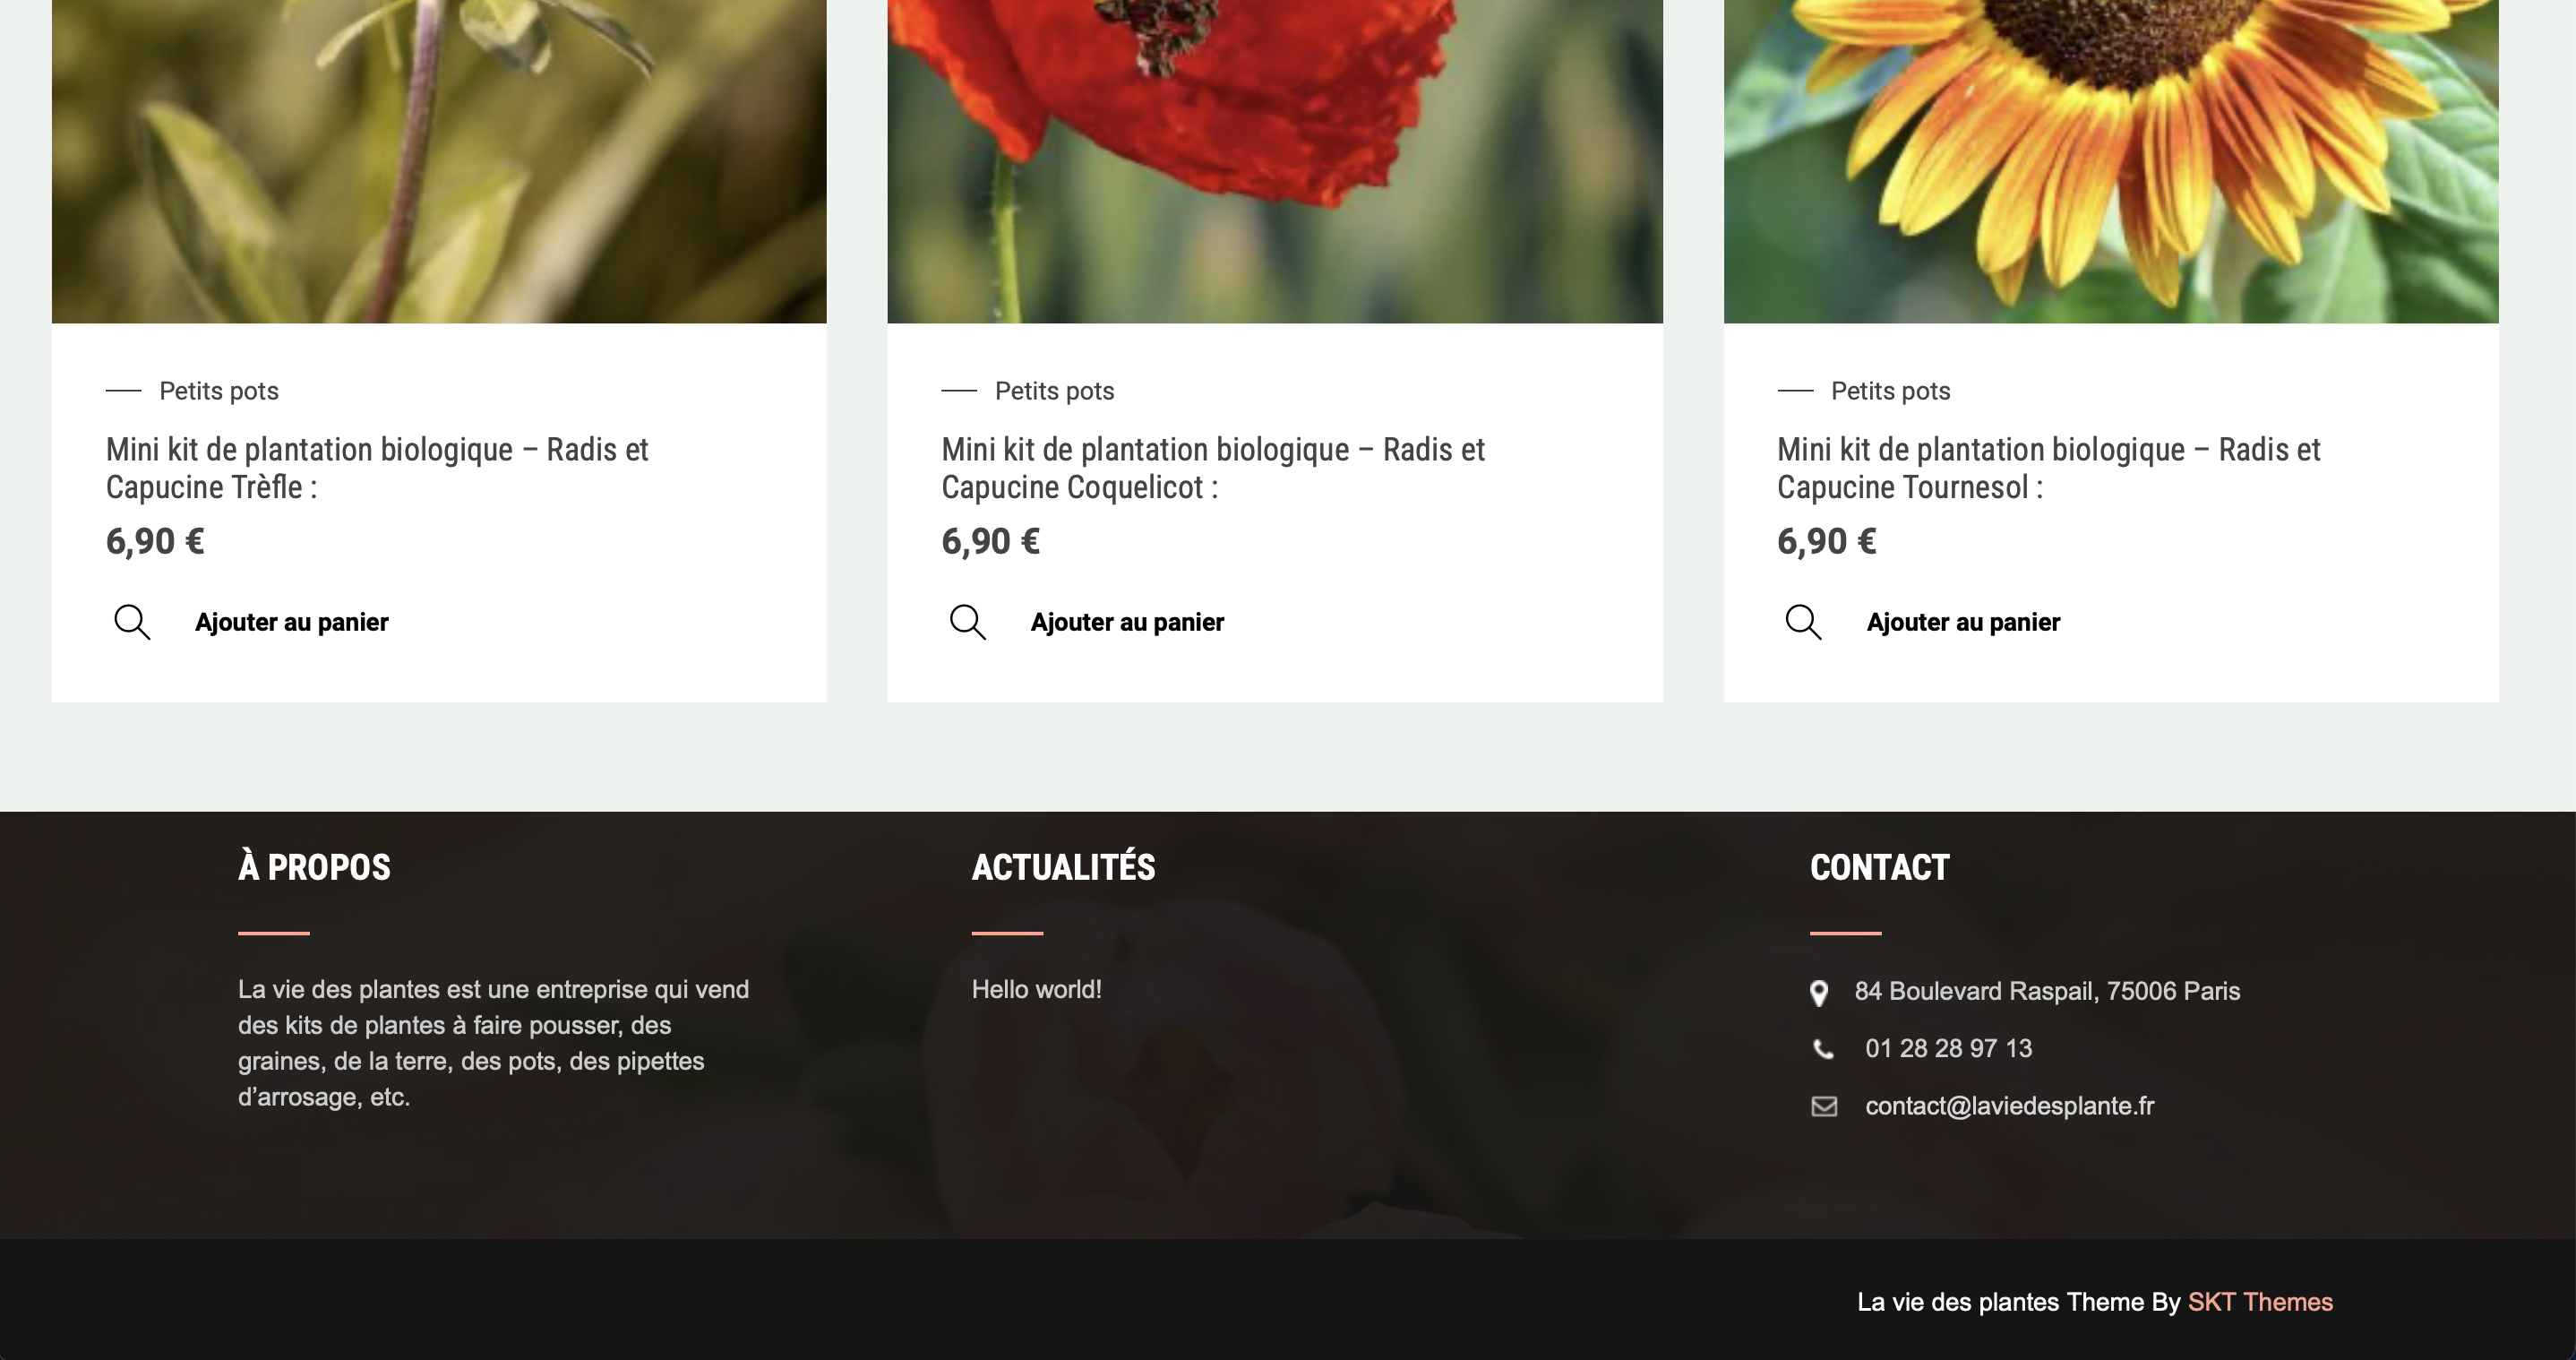 Petits pots
Mini kit de plantation biologique – Radis et
Capucine Trèfle :
6,90 €
Ajouter au panier
Petits pots
Mini kit de plantation biologique – Radis et
Capucine Coquelicot :
6,90 €
Ajouter au panier
Petits pots
Mini kit de plantation biologique – Radis et
Capucine Tournesol :
6,90 €
Ajouter au panier
À PROPOS
La vie des plantes est une entreprise qui vend
des kits de plantes à faire pousser, des
graines, de la terre, des pots, des pipettes
d’arrosage, etc.
ACTUALITÉS
Hello world!
CONTACT
84 Boulevard Raspail, 75006 Paris
01 28 28 97 13
contact@laviedesplante.fr
La vie des plantes Theme By SKT Themes